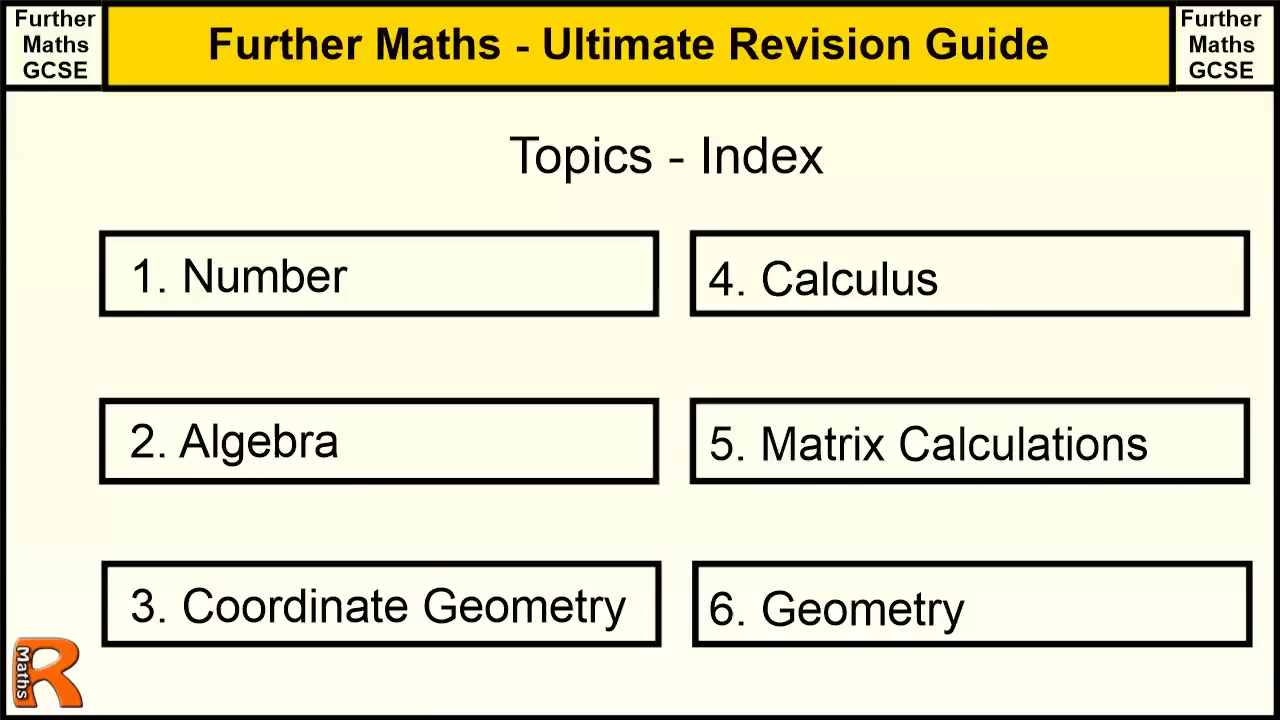 Further
Maths
GCSE
Further Maths - Ultimate Revision Guide
Further
Maths
GCSE
Topics - Index
1. Number
2. Algebra
3. Coordinate Geometry
4. Calculus
5. Matrix Calculations
6. Geometry
R
Maths